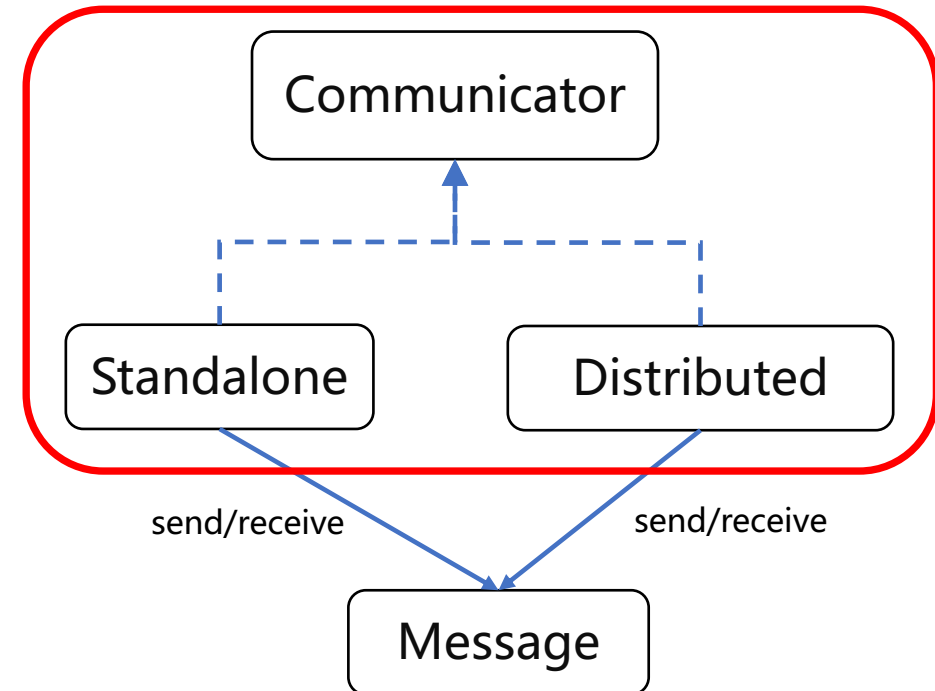 Communicator
Standalone
Distributed
send/receive
send/receive
Message